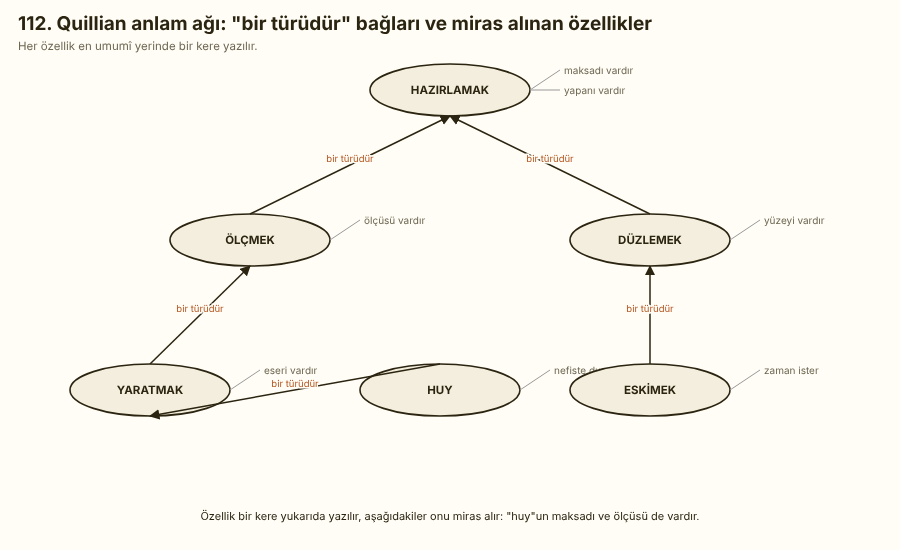 112. Quillian anlam ağı: "bir türüdür" bağları ve miras alınan özellikler
Her özellik en umumî yerinde bir kere yazılır.
maksadı vardır
HAZIRLAMAK
yapanı vardır
bir türüdür
bir türüdür
ölçüsü vardır
yüzeyi vardır
ÖLÇMEK
DÜZLEMEK
bir türüdür
bir türüdür
eseri vardır
nefiste
zaman ister
bir türüdür
YARATMAK
HUY
ESKİMEK
Özellik bir kere yukarıda yazılır, aşağıdakiler onu miras alır: "huy"un maksadı ve ölçüsü de vardır.